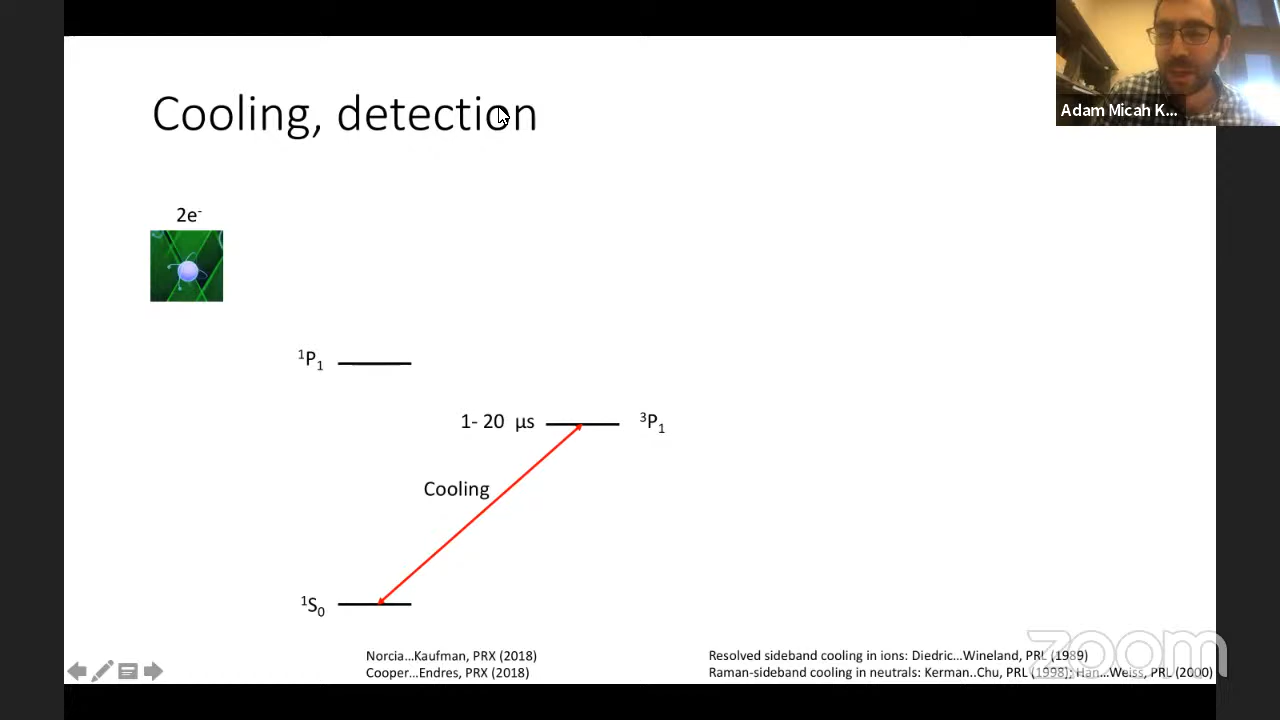 Cooling, detection
Adam Micah K...
2e-
1P1
1- 20 μs
3P1
Cooling
1S0
Norcia...Kaufman, PRX (2018)
Cooper...Endres, PRX (2018)
Resolved sideband cooling in ions: Diedric...Wineland, PRL (1989)
Raman-sideband cooling in neutrals: Kerman..Chu, PRL (1998); Han...Weiss, PRL (2000)
zoom